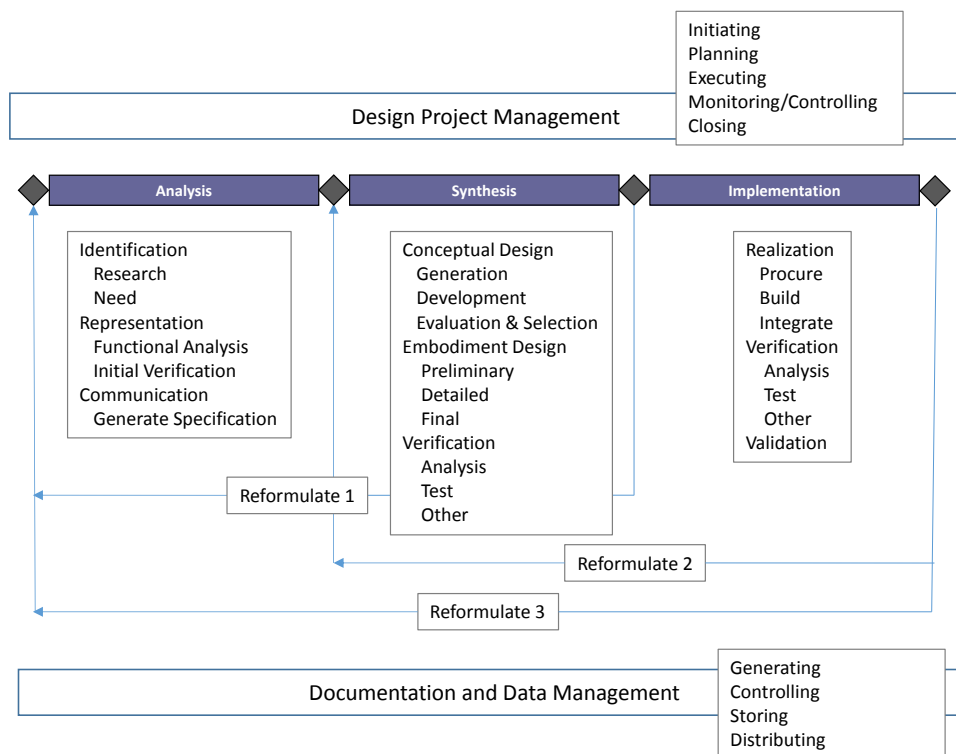 Initiating
Planning
Executing
Monitoring/Controlling
Closing
Design Project Management
Analysis
Synthesis
Implementation
Identification
Research
Need
Representation
Functional Analysis
Initial Verification
Communication
Generate Specification
Conceptual Design
Generation
Development
Evaluation & Selection
Embodiment Design
Preliminary
Detailed
Final
Verification
Analysis
Test
Other
Realization
Procure
Build
Integrate
Verification
Analysis
Test
Other
Validation
Reformulate 1
Reformulate 2
Reformulate 3
Documentation and Data Management
Generating
Controlling
Storing
Distributing